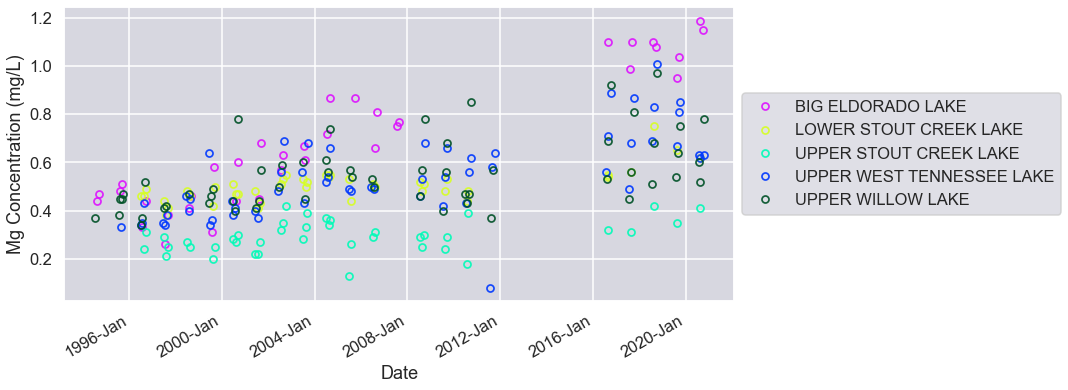 1.2
1.0
0.8
0.6
0.4
0.2
Mg Concentration (mg/L)
1996-Jan
2000-Jan
2004-Jan
2008-Jan
2012-Jan
2016-Jan
2020-Jan
Date
BIG ELDORADO LAKE
LOWER STOUT CREEK LAKE
UPPER STOUT CREEK LAKE
UPPER WEST TENNESSEE LAKE
UPPER WILLOW LAKE